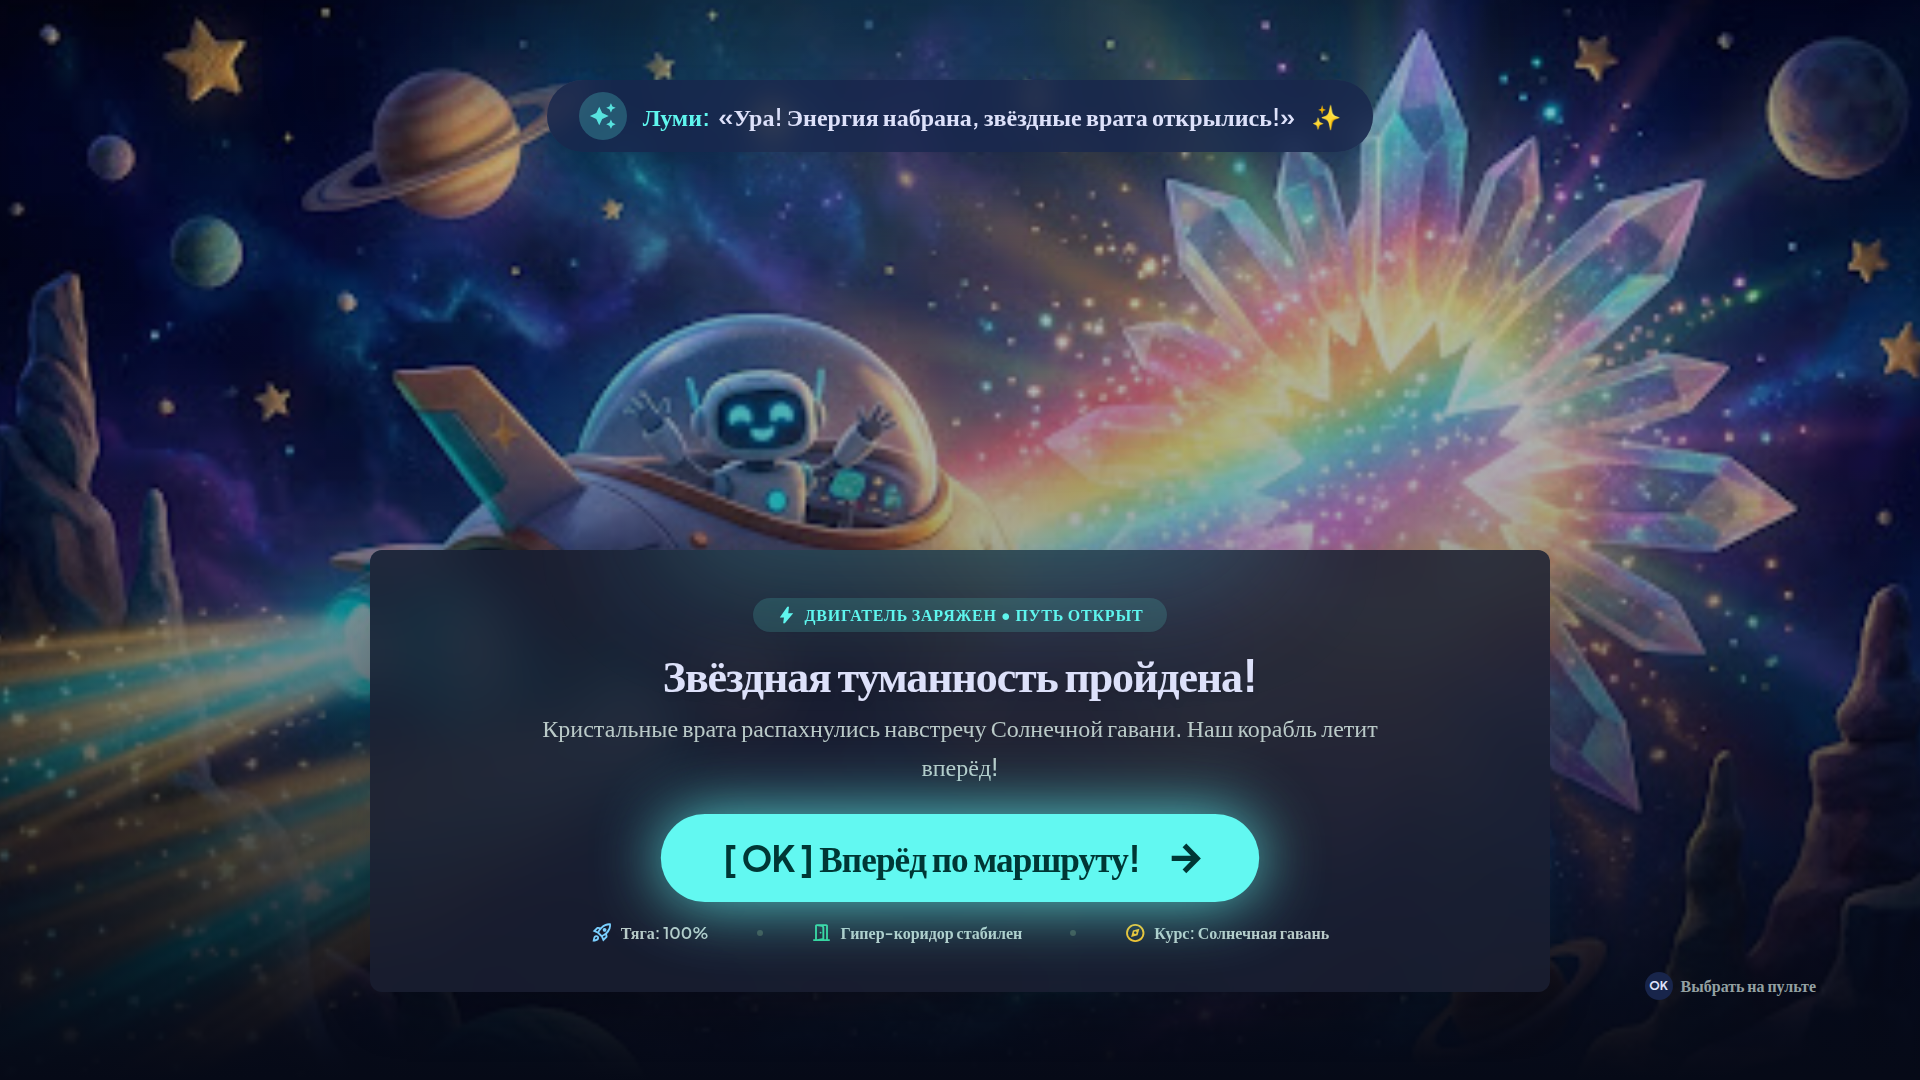 Луми: «Ура! Энергия набрана, звёздные врата открылись!» ✨
ДВИГАТЕЛЬ ЗАРЯЖЕН • ПУТЬ ОТКРЫТ
Звёздная туманность пройдена!
Кристальные врата распахнулись навстречу Солнечной гавани. Наш корабль летит
вперёд!
[ОК] Вперёд по маршруту! →
Тяга: 100% • Гипер-коридор стабилен • Курс: Солнечная гавань
ОК Выбрать на пульте